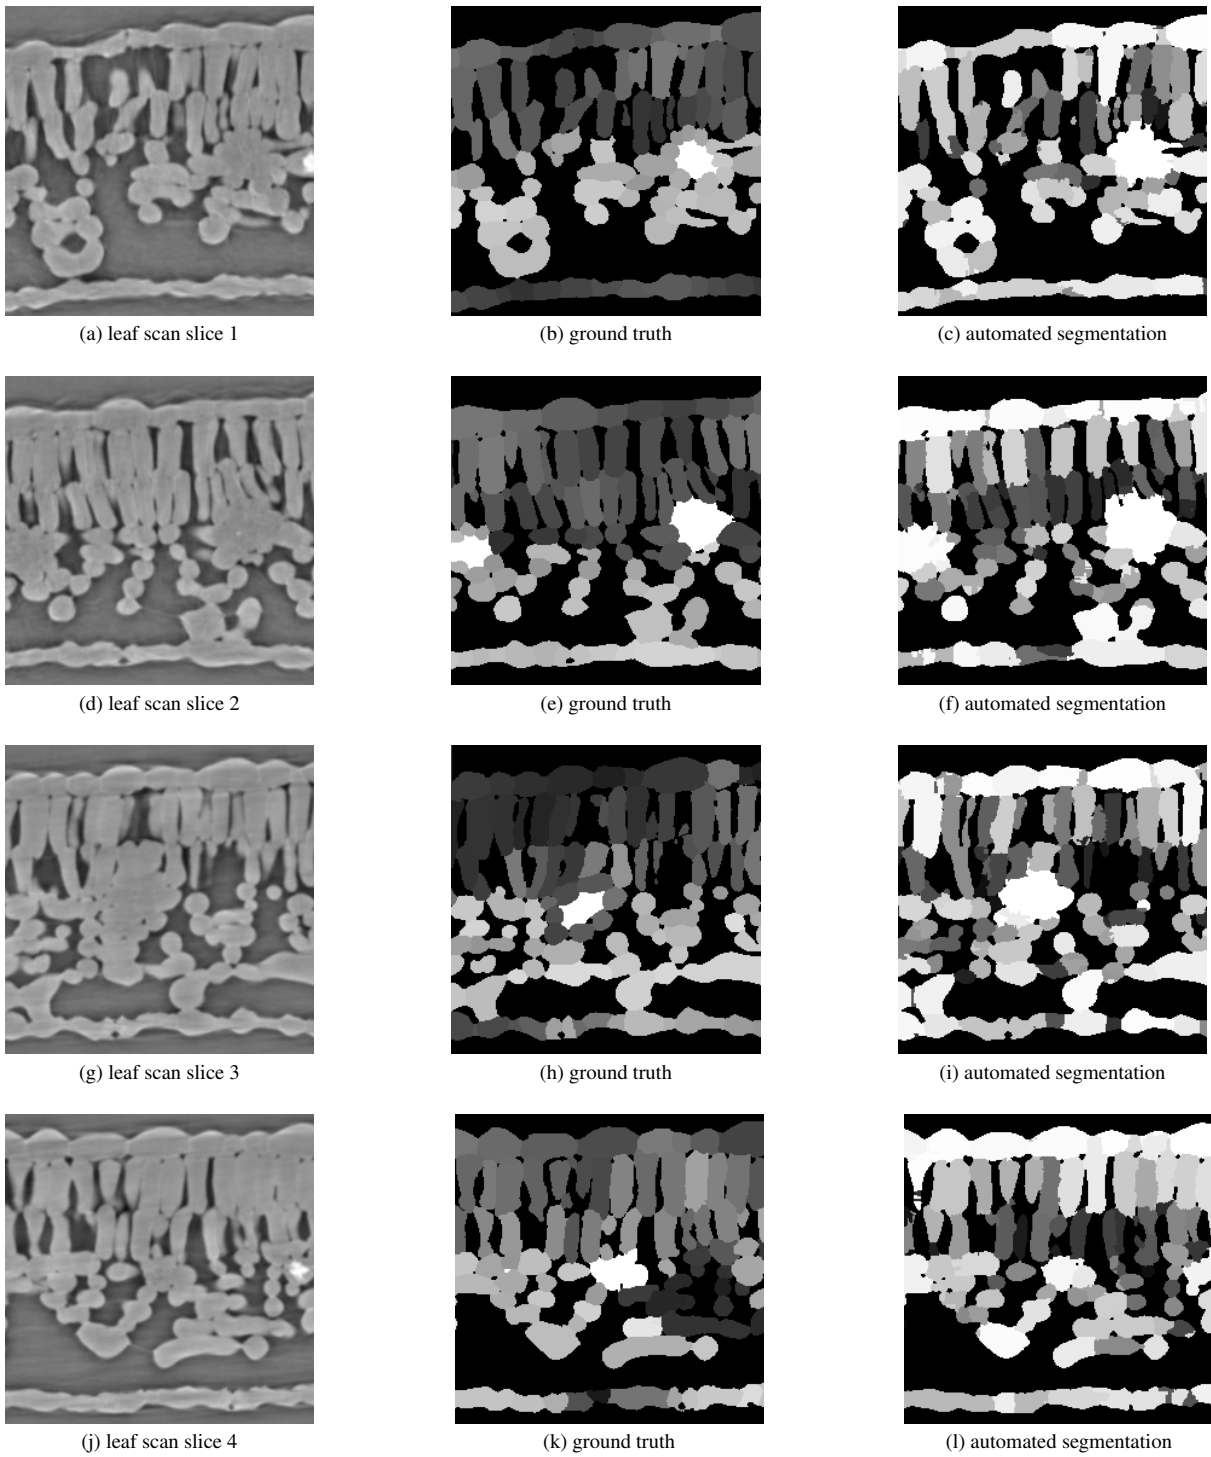 (a) leaf scan slice 1
(b) ground truth
(c) automated segmentation
(d) leaf scan slice 2
(e) ground truth
(f) automated segmentation
(g) leaf scan slice 3
(h) ground truth
(i) automated segmentation
(j) leaf scan slice 4
(k) ground truth
(l) automated segmentation